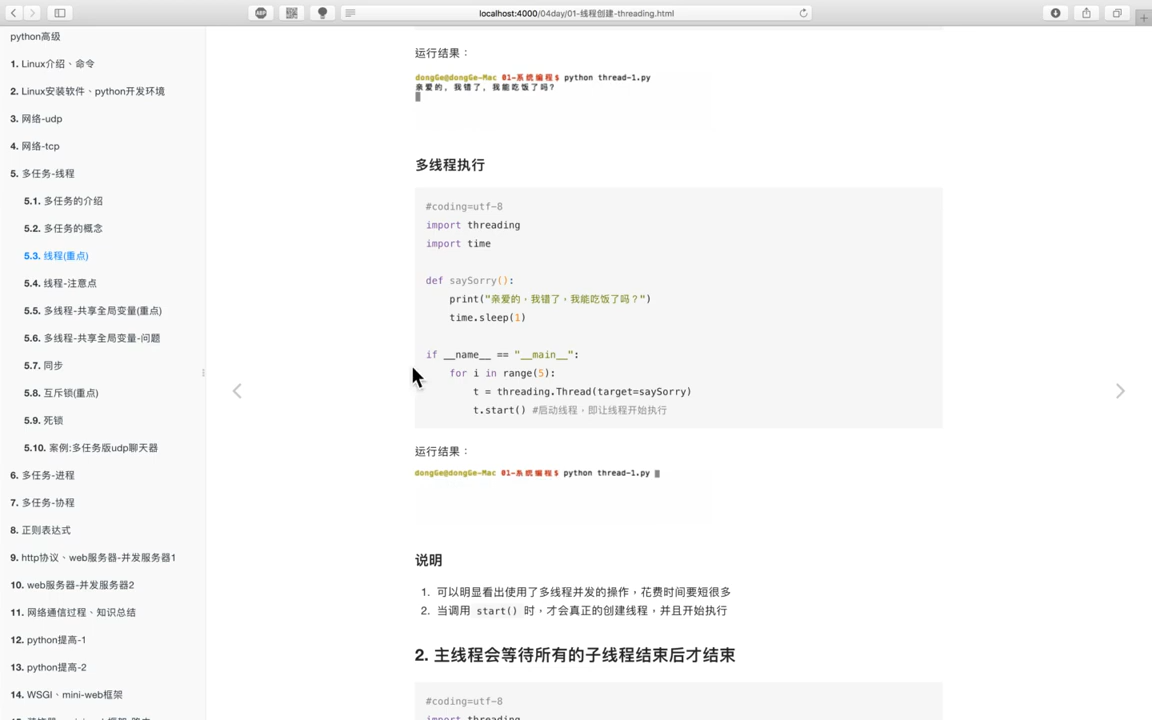 localhost:4000/04day/01-线程创建-threading.html
python高级
1. Linux介绍、命令
2. Linux安装软件、python开发环境
3. 网络-udp
4. 网络-tcp
5. 多任务-线程
5.1. 多任务的介绍
5.2. 多任务的概念
5.3. 线程(重点)
5.4. 线程-注意点
5.5. 多线程-共享全局变量(重点)
5.6. 多线程-共享全局变量-问题
5.7. 同步
5.8. 互斥锁(重点)
5.9. 死锁
5.10. 案例:多任务版udp聊天器
6. 多任务-进程
7. 多任务-协程
8. 正则表达式
9. http协议、web服务器-并发服务器1
10. web服务器-并发服务器2
11. 网络通信过程、知识总结
12. python提高-1
13. python提高-2
14. WSGI、mini-web框架
运行结果：
dongGe@dongGe-Mac 01-系统编程$ python thread-1.py
亲爱的，我错了，我能吃饭了吗？
多线程执行
#coding=utf-8
import threading
import time
def saySorry():
print("亲爱的，我错了，我能吃饭了吗？")
time.sleep(1)
if __name__ == "__main__":
for i in range(5):
t = threading.Thread(target=saySorry)
t.start() #启动线程，即让线程开始执行
运行结果：
dongGe@dongGe-Mac 01-系统编程$ python thread-1.py
说明
1. 可以明显看出使用了多线程并发的操作，花费时间要短很多
2. 当调用 start() 时，才会真正的创建线程，并且开始执行
2. 主线程会等待所有的子线程结束后才结束
#coding=utf-8
import threading